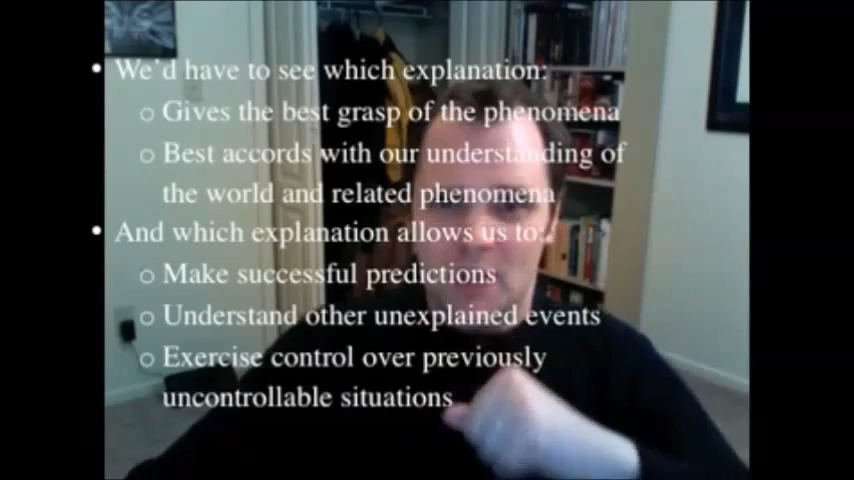 • We'd have to see which explanation:
o Gives the best grasp of the phenomena
o Best accords with our understanding of
the world and related phenomena
• And which explanation allows us to:
o Make successful predictions
o Understand other unexplained events
o Exercise control over previously
uncontrollable situations